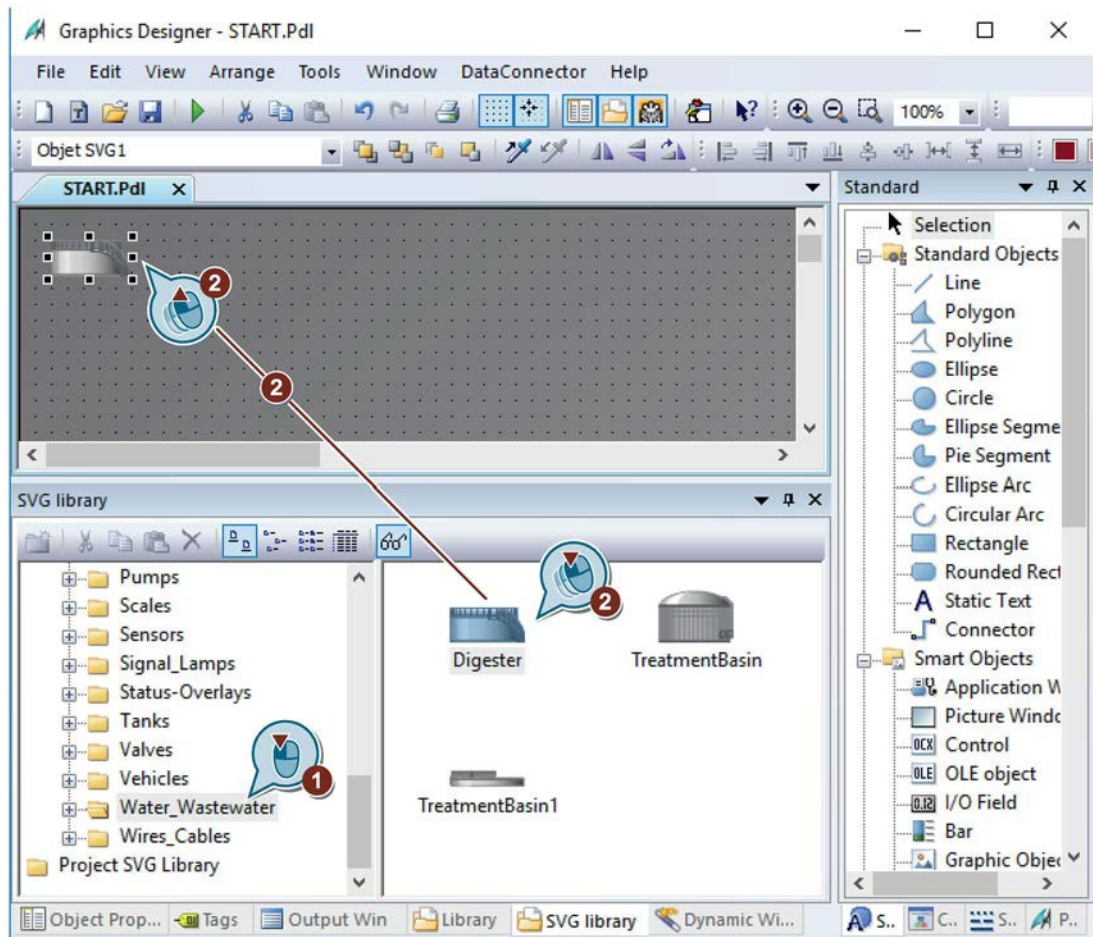 Graphics Designer - START.Pdl
File Edit View Arrange Tools Window DataConnector Help
100%
Objet SVG1
START.Pdl
Standard
Selection
Standard Objects
Line
Polygon
Polyline
Ellipse
Circle
Ellipse Segme
Pie Segment
Ellipse Arc
Circular Arc
Rectangle
Rounded Rect
A Static Text
Connector
Smart Objects
Application W
Picture Windo
OCX Control
OLE OLE object
0.12 I/O Field
Bar
Graphic Objec
2
2
SVG library
Pumps
Scales
Sensors
Signal_Lamps
Status-Overlays
Tanks
Valves
Vehicles
Water_Wastewater
Wires_Cables
Project SVG Library
1
2
Digester
TreatmentBasin
TreatmentBasin1
Object Prop... Tags Output Win Library SVG library Dynamic Wi...
S.. C.. S.. P..